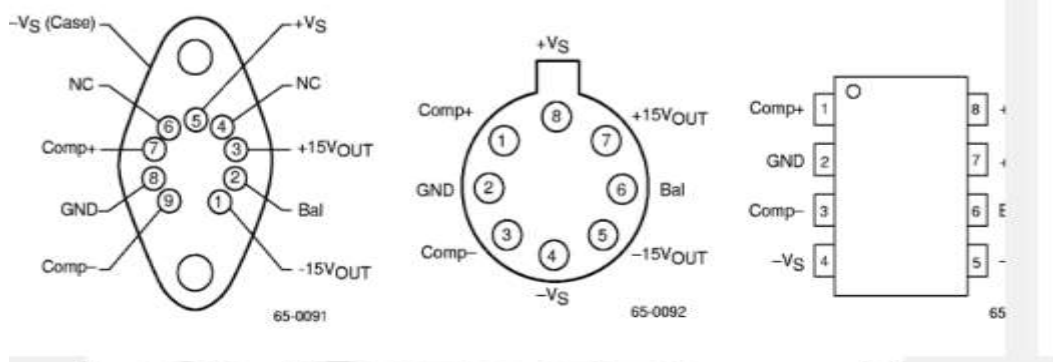 -VS (Case)
+VS
NC
NC
5
6
4
Comp+
7
3
+15VOUT
8
2
GND
9
1
Bal
Comp-
-15VOUT
65-0091
+VS
Comp+
8
+15VOUT
1
7
GND
2
6
Bal
3
5
Comp-
4
-15VOUT
-VS
65-0092
Comp+
1
8
+
GND
2
7
Comp-
3
6
-VS
4
5
-
65